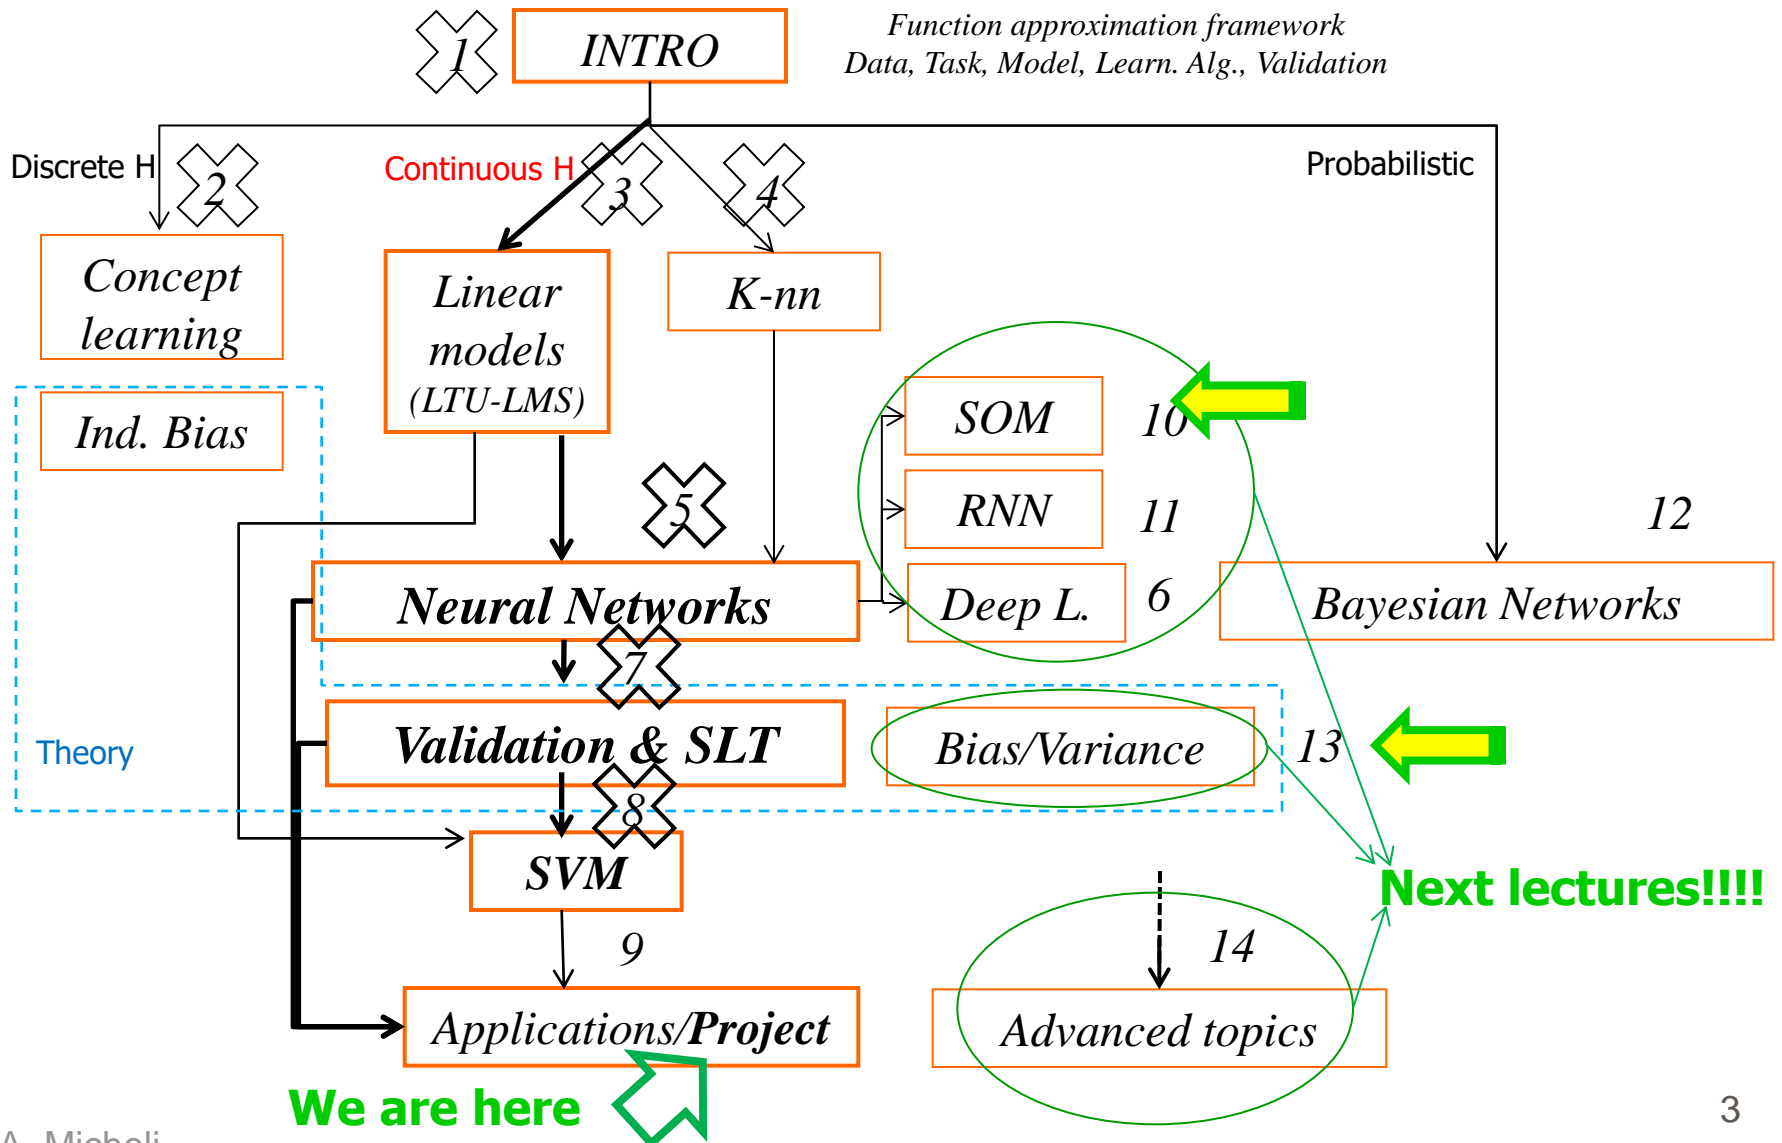 1
INTRO
Function approximation framework
Data, Task, Model, Learn. Alg., Validation
Discrete H
2
Continuous H
3
4
Probabilistic
Concept
learning
Linear
models
(LTU-LMS)
K-nn
Ind. Bias
SOM
10
5
RNN
11
12
Neural Networks
Deep L.
6
Bayesian Networks
7
Theory
Validation & SLT
Bias/Variance
13
8
SVM
Next lectures!!!!
9
14
Applications/Project
Advanced topics
We are here
3
A. Micheli